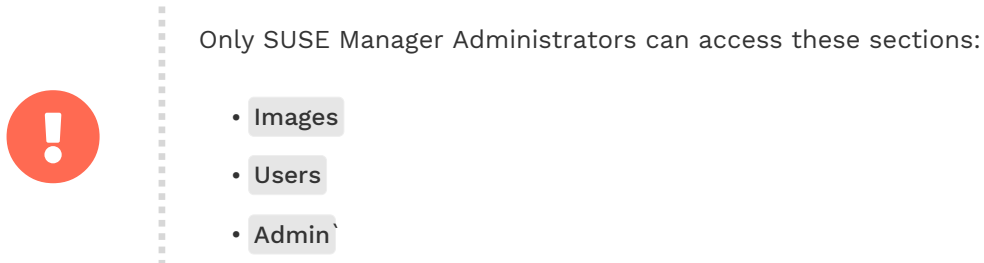 Only SUSE Manager Administrators can access these sections:
• Images
• Users
• Admin`